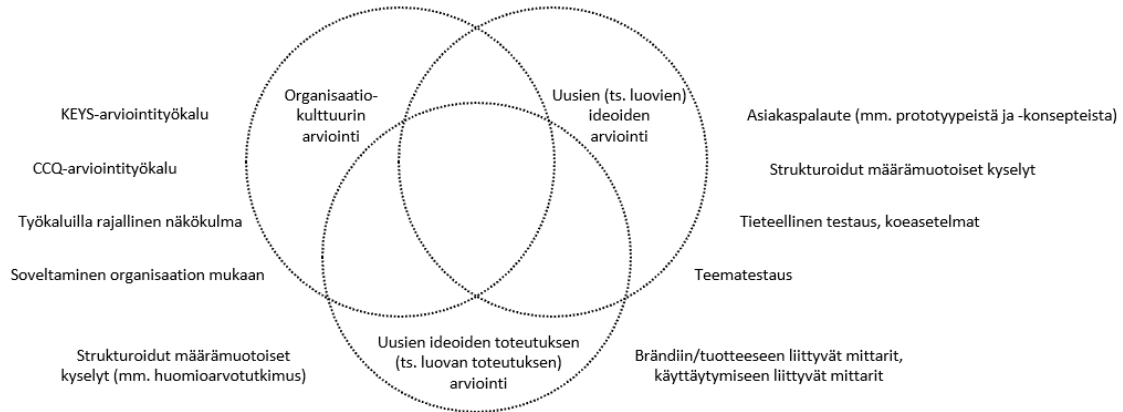 KEYS-arviointityökalu
CCQ-arviointityökalu
Työkaluilla rajallinen näkökulma
Soveltaminen organisaation mukaan
Organisaatio-
kulttuurin
arviointi
Uusien (ts. luovien)
ideoiden
arviointi
Asiakaspalaute (mm. prototyypeistä ja -konsepteista)
Strukturoidut määrämuotoiset kyselyt
Tieteellinen testaus, koeasetelmat
Teematestaus
Strukturoidut määrämuotoiset
kyselyt (mm. huomioarvotutkimus)
Uusien ideoiden toteutuksen
(ts. luovan toteutuksen)
arviointi
Brändiin/tuotteeseen liittyvät mittarit,
käyttäytymiseen liittyvät mittarit